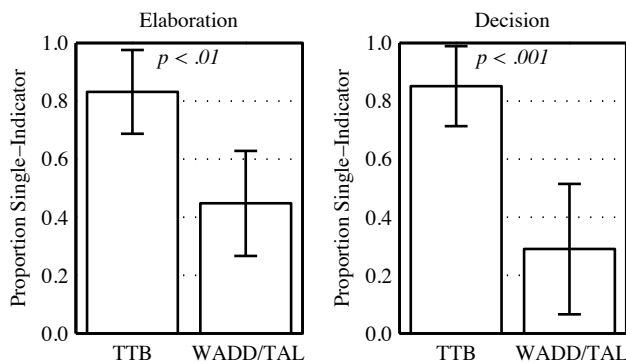 Elaboration
Proportion Single–Indicator
1.0
0.8
0.6
0.4
0.2
0.0
p < .01
TTB
WADD/TAL
Decision
Proportion Single–Indicator
1.0
0.8
0.6
0.4
0.2
0.0
p < .001
TTB
WADD/TAL